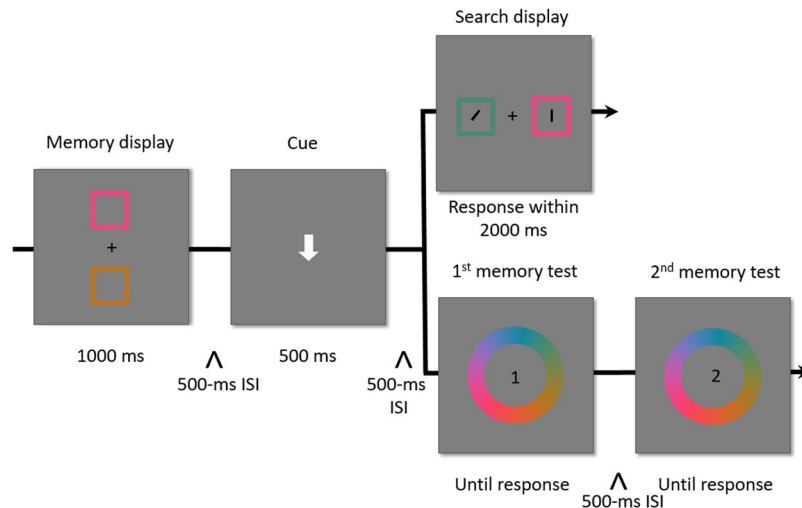 Search display
+
Memory display
Cue
+
Response within
2000 ms
1st memory test
2nd memory test
1
2
1000 ms
500 ms
500-ms ISI
500-ms
ISI
Until response
Until response
500-ms ISI